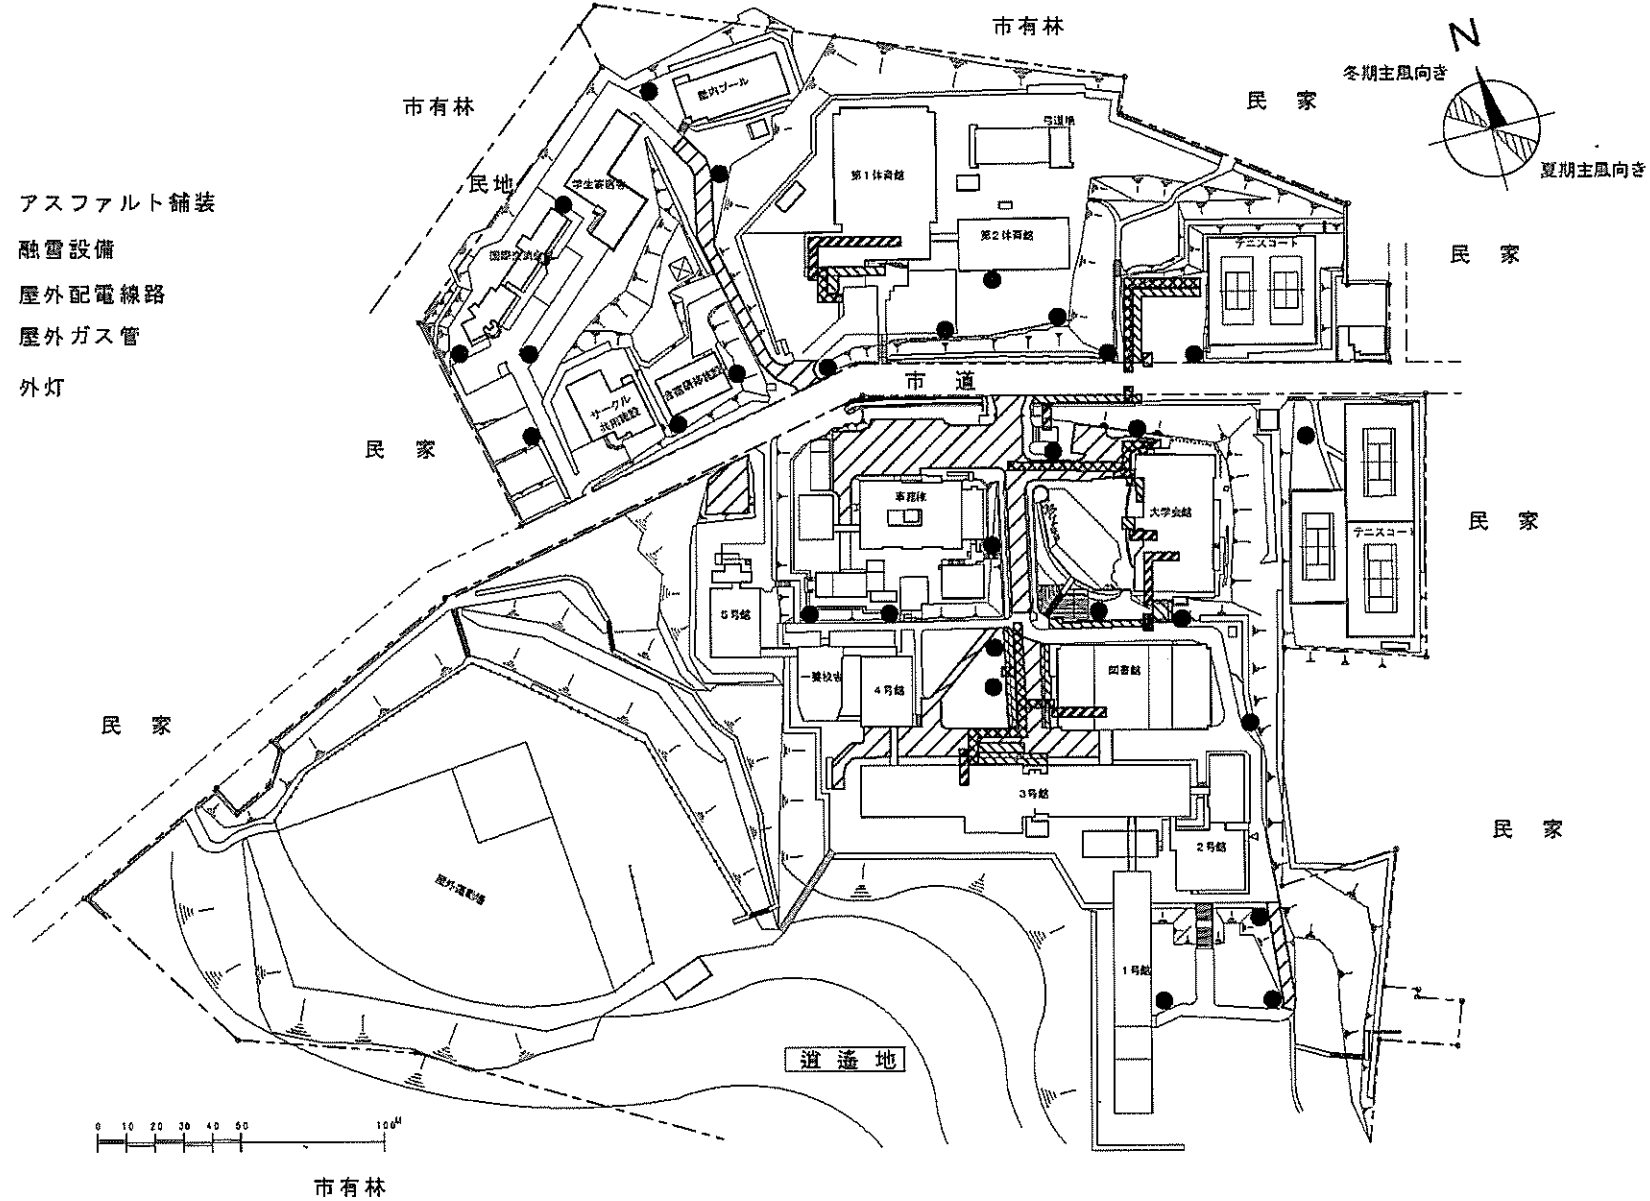 市有林
N
冬期主風向き
市有林
屋内プール
民　家
弓道場
夏期主風向き
民地
学生寄宿舎
第1体育館
アスファルト舗装
第2体育館
テニスコート
民　家
融雪設備
屋外配電線路
屋外ガス管
市　道
外灯
サークル
共用施設
合宿研修施設
民　家
事務棟
大学会館
民　家
テニスコート
5号館
図書館
4号館
民　家
3号館
民　家
2号館
屋外運動場
1号館
逍遙地
0 10 20 30 40 50 100M
市有林